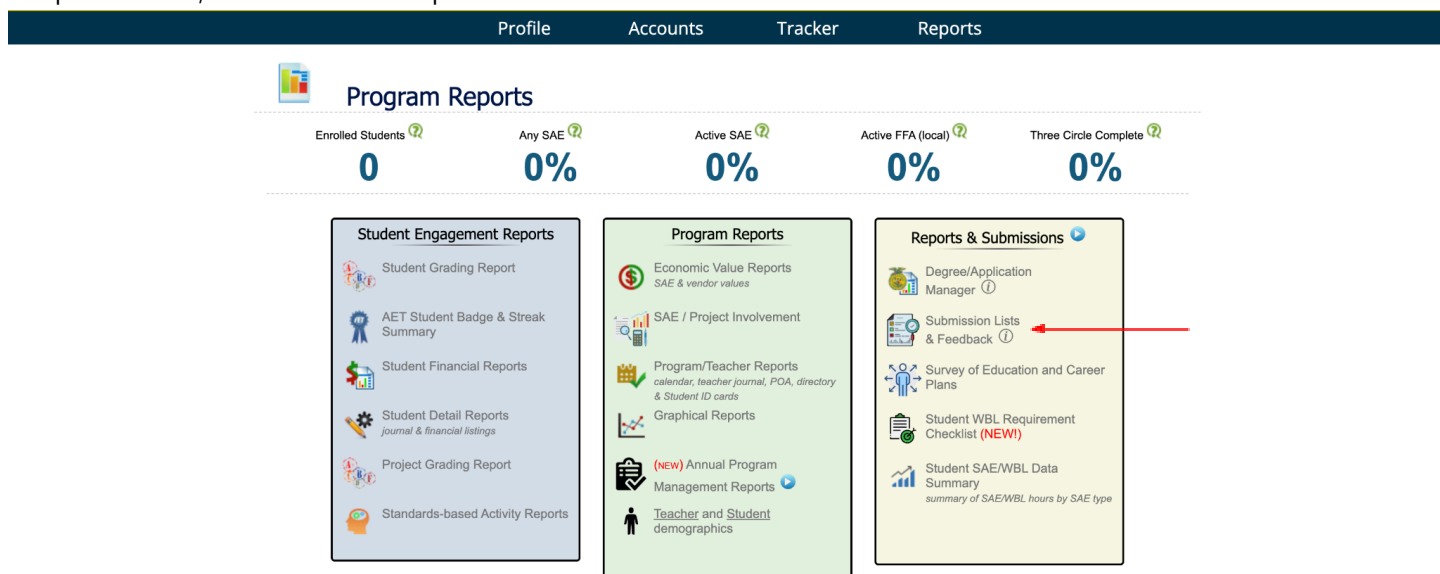 Profile Accounts Tracker Reports
Program Reports
Enrolled Students Any SAE Active SAE Active FFA (local) Three Circle Complete
0 0% 0% 0% 0%
Student Engagement Reports
Student Grading Report
AET Student Badge & Streak
Summary
Student Financial Reports
Student Detail Reports
journal & financial listings
Project Grading Report
Standards-based Activity Reports
Program Reports
Economic Value Reports
SAE & vendor values
SAE / Project Involvement
Program/Teacher Reports
calendar, teacher journal, POA, directory
& Student ID cards
Graphical Reports
(NEW) Annual Program
Management Reports
Teacher and Student
demographics
Reports & Submissions
Degree/Application
Manager
Submission Lists
& Feedback
Survey of Education and Career
Plans
Student WBL Requirement
Checklist (NEW!)
Student SAE/WBL Data
Summary
summary of SAE/WBL hours by SAE type